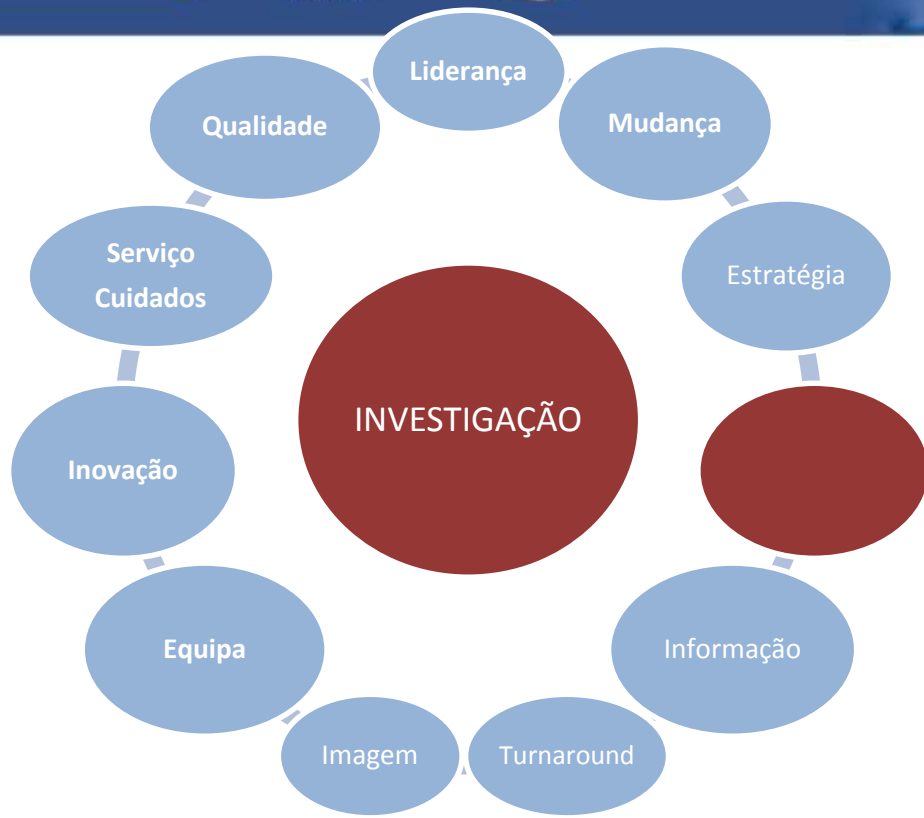 Liderança
Mudança
Qualidade
Serviço
Cuidados
Estratégia
INVESTIGAÇÃO
Inovação
Informação
Equipa
Imagem
Turnaround